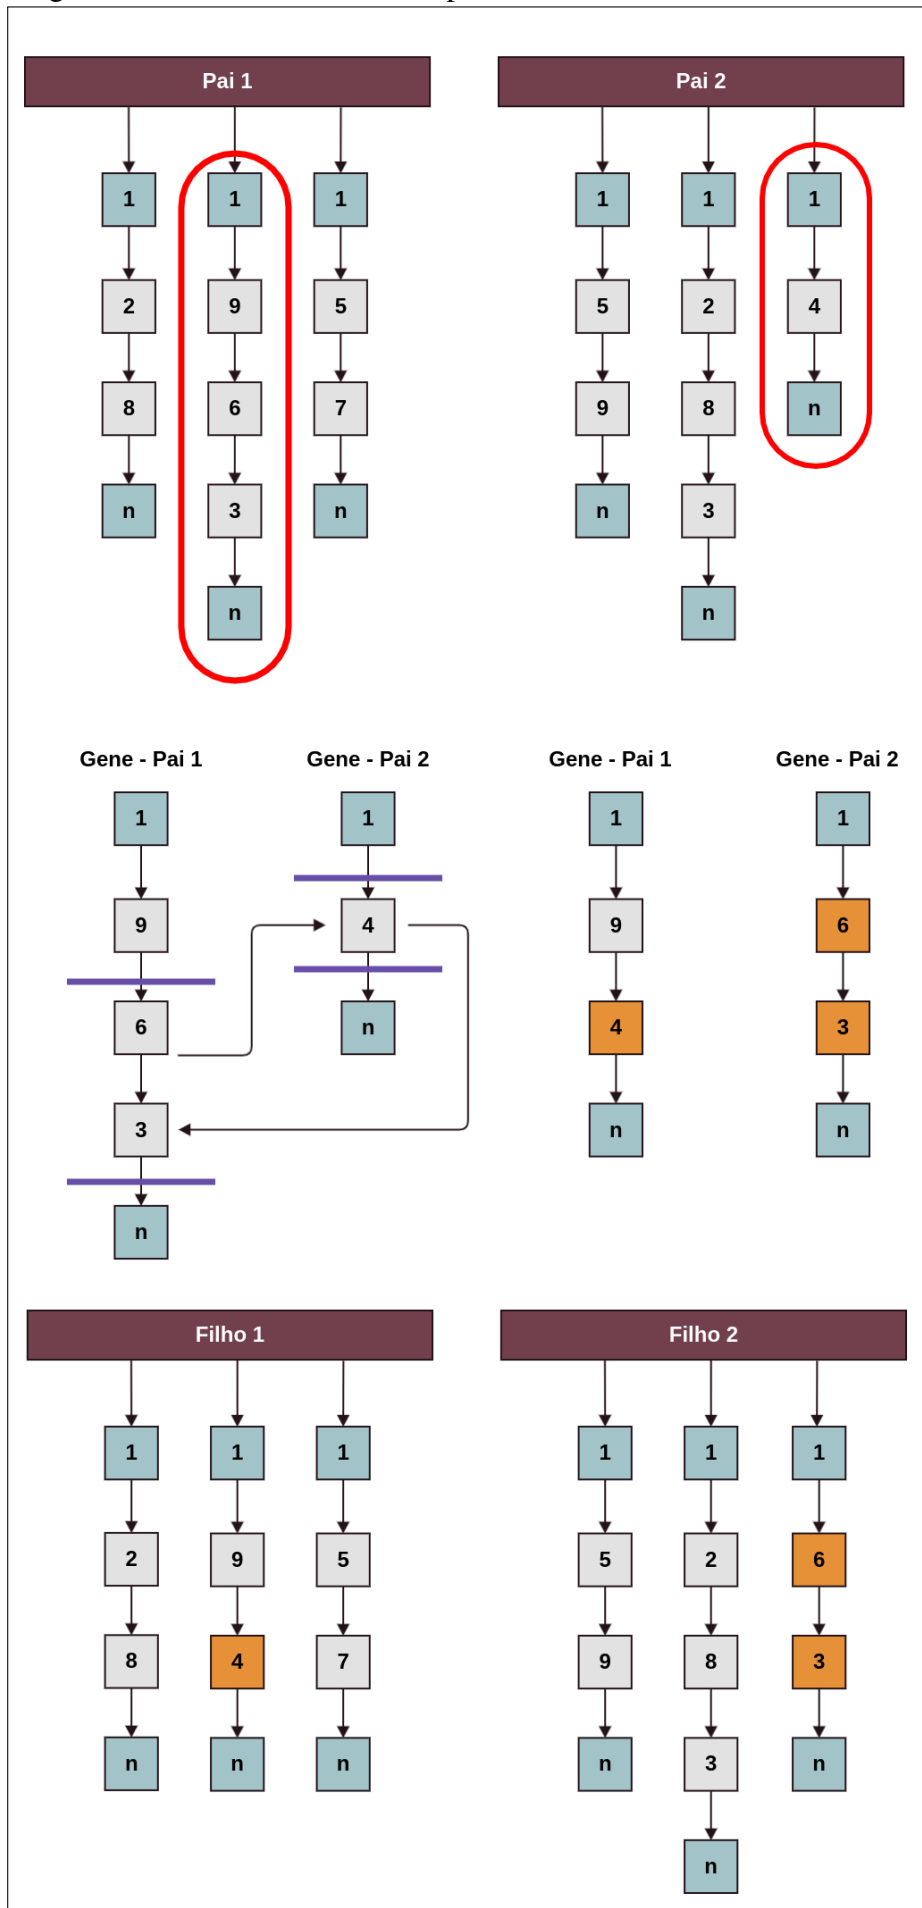 Pai 1 Pai 2
1 1 1 1 1 1
2 9 5 5 2 4
8 6 7 9 8 n
n 3 n n 3
n n
Gene - Pai 1 Gene - Pai 2 Gene - Pai 1 Gene - Pai 2
1 1 1 1
9 4 9 6
6 n 4 3
3 n n
n
Filho 1 Filho 2
1 1 1 1 1 1
2 9 5 5 2 6
8 4 7 9 8 3
n n n n 3 n
n